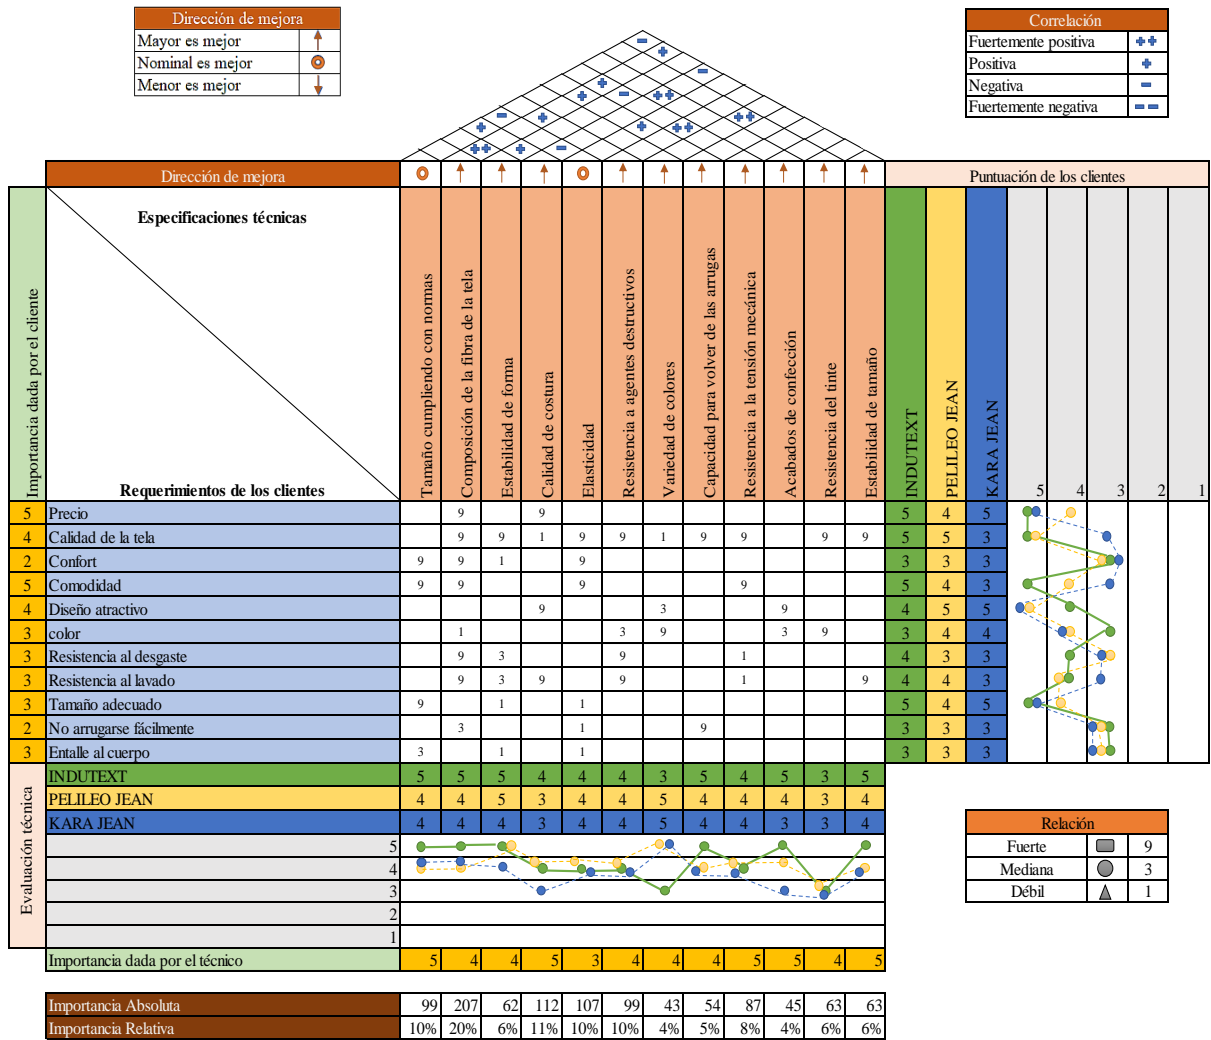 Dirección de mejora
Mayor es mejor
Nominal es mejor
Menor es mejor
Correlación
Fuertemente positiva
Positiva
Negativa
Fuertemente negativa
Dirección de mejora
Puntuación de los clientes
Importancia dada por el cliente
Especificaciones técnicas
Requerimientos de los clientes
Tamaño cumpliendo con normas
Composición de la fibra de la tela
Estabilidad de forma
Calidad de costura
Elasticidad
Resistencia a agentes destructivos
Variedad de colores
Capacidad para volver de las arrugas
Resistencia a la tensión mecánica
Acabados de confección
Resistencia del tinte
Estabilidad de tamaño
INDUTEXT
PELILEO JEAN
KARA JEAN
5 4 3 2 1
5 Precio 9 9 5 4 5
4 Calidad de la tela 9 9 1 9 9 1 9 9 9 9 5 5 3
2 Confort 9 9 1 9 3 3 3
5 Comodidad 9 9 9 9 5 4 3
4 Diseño atractivo 9 3 9 4 5 5
3 color 1 3 9 3 9 3 4 4
3 Resistencia al desgaste 9 3 9 1 4 3 3
3 Resistencia al lavado 9 3 9 9 1 9 4 4 3
3 Tamaño adecuado 9 1 1 5 4 5
2 No arrugarse fácilmente 3 1 9 3 3 3
3 Entalle al cuerpo 3 1 1 3 3 3
Evaluación técnica
INDUTEXT 5 5 5 4 4 4 3 5 4 5 3 5
PELILEO JEAN 4 4 5 3 4 4 5 4 4 4 3 4
KARA JEAN 4 4 4 3 4 4 5 4 4 3 3 4
5
4
3
2
1
Importancia dada por el técnico 5 4 4 5 3 4 4 4 5 5 4 5
Relación
Fuerte 9
Mediana 3
Débil 1
Importancia Absoluta 99 207 62 112 107 99 43 54 87 45 63 63
Importancia Relativa 10% 20% 6% 11% 10% 10% 4% 5% 8% 4% 6% 6%